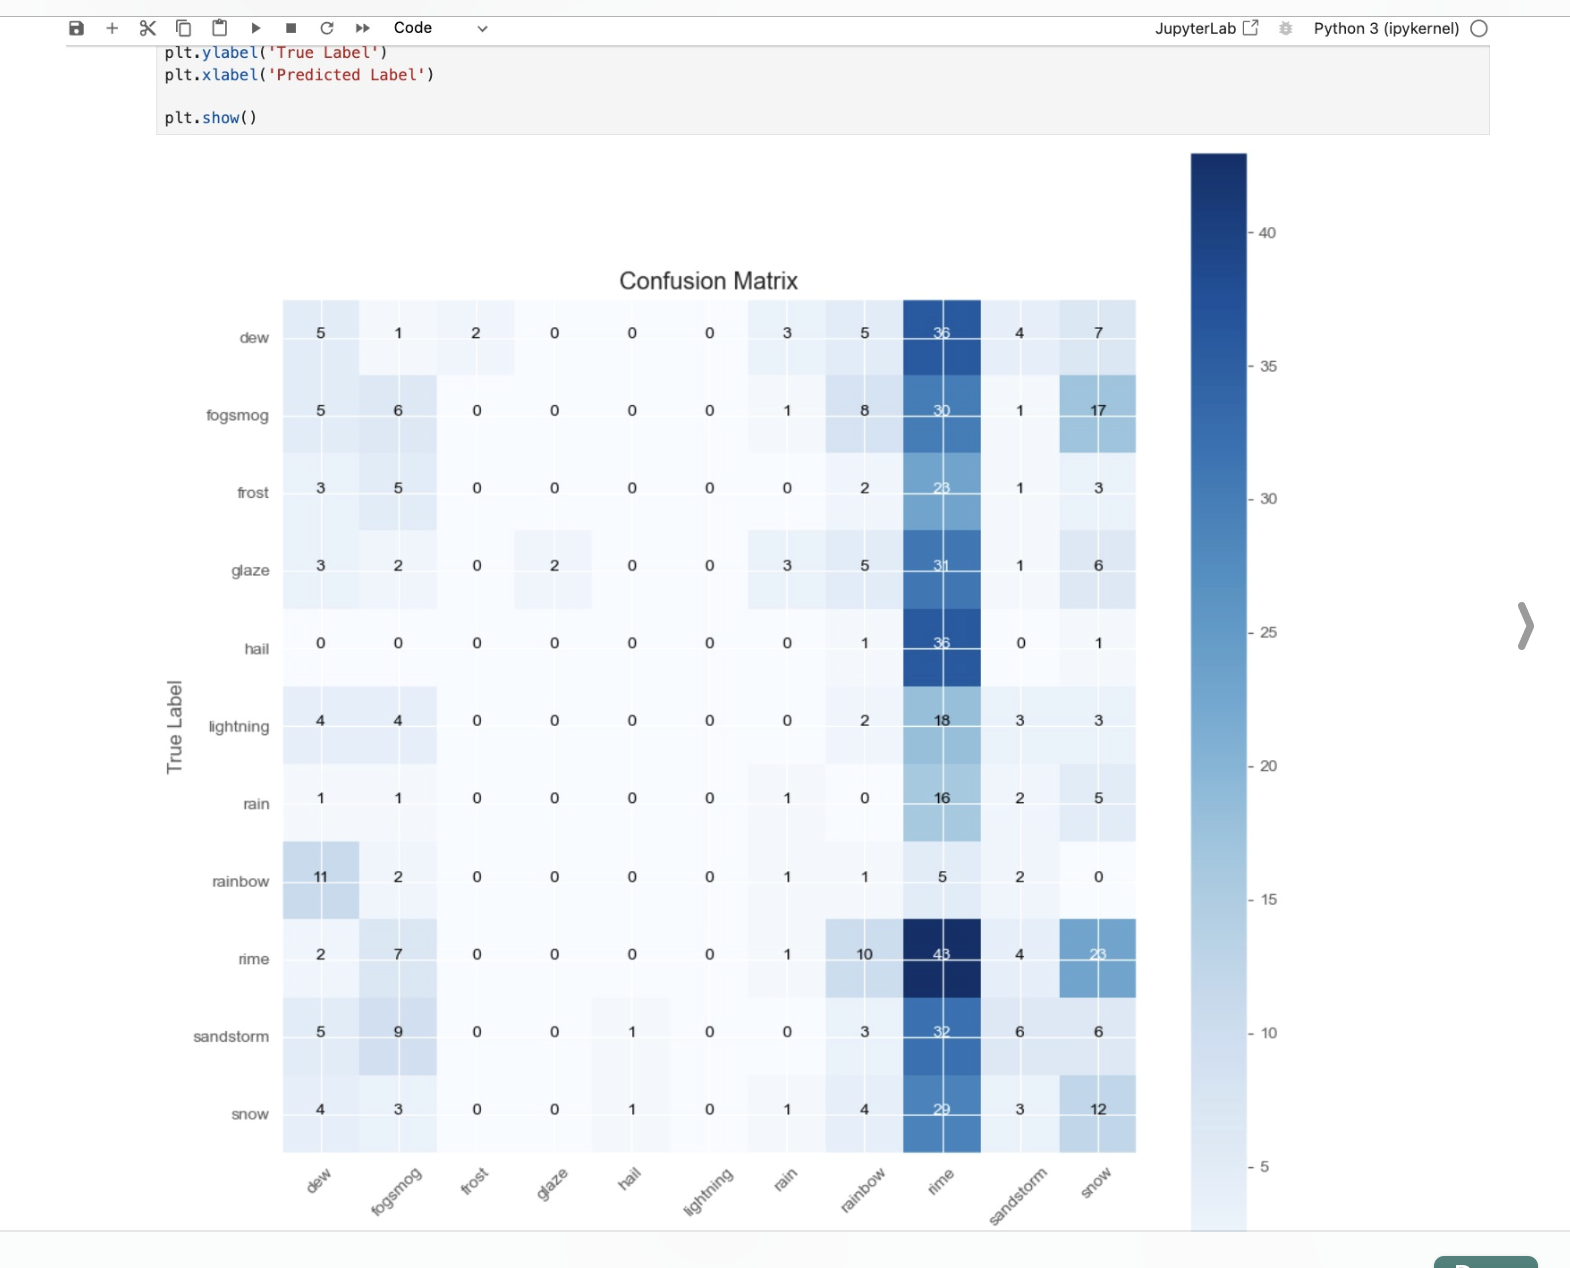 Code JupyterLab Python 3 (ipykernel)
plt.ylabel('True Label')
plt.xlabel('Predicted Label')
plt.show()
Confusion Matrix
dew 5 1 2 0 0 0 3 5 36 4 7
fogsmog 5 6 0 0 0 0 1 8 30 1 17
frost 3 5 0 0 0 0 0 2 23 1 3
glaze 3 2 0 2 0 0 3 5 31 1 6
hail 0 0 0 0 0 0 0 1 36 0 1
lightning 4 4 0 0 0 0 0 2 18 3 3
rain 1 1 0 0 0 0 1 0 16 2 5
rainbow 11 2 0 0 0 0 1 1 5 2 0
rime 2 7 0 0 0 0 1 10 43 4 23
sandstorm 5 9 0 0 1 0 0 3 32 6 6
snow 4 3 0 0 1 0 1 4 29 3 12
True Label
dew fogsmog frost glaze hail lightning rain rainbow rime sandstorm snow
40
35
30
25
20
15
10
5